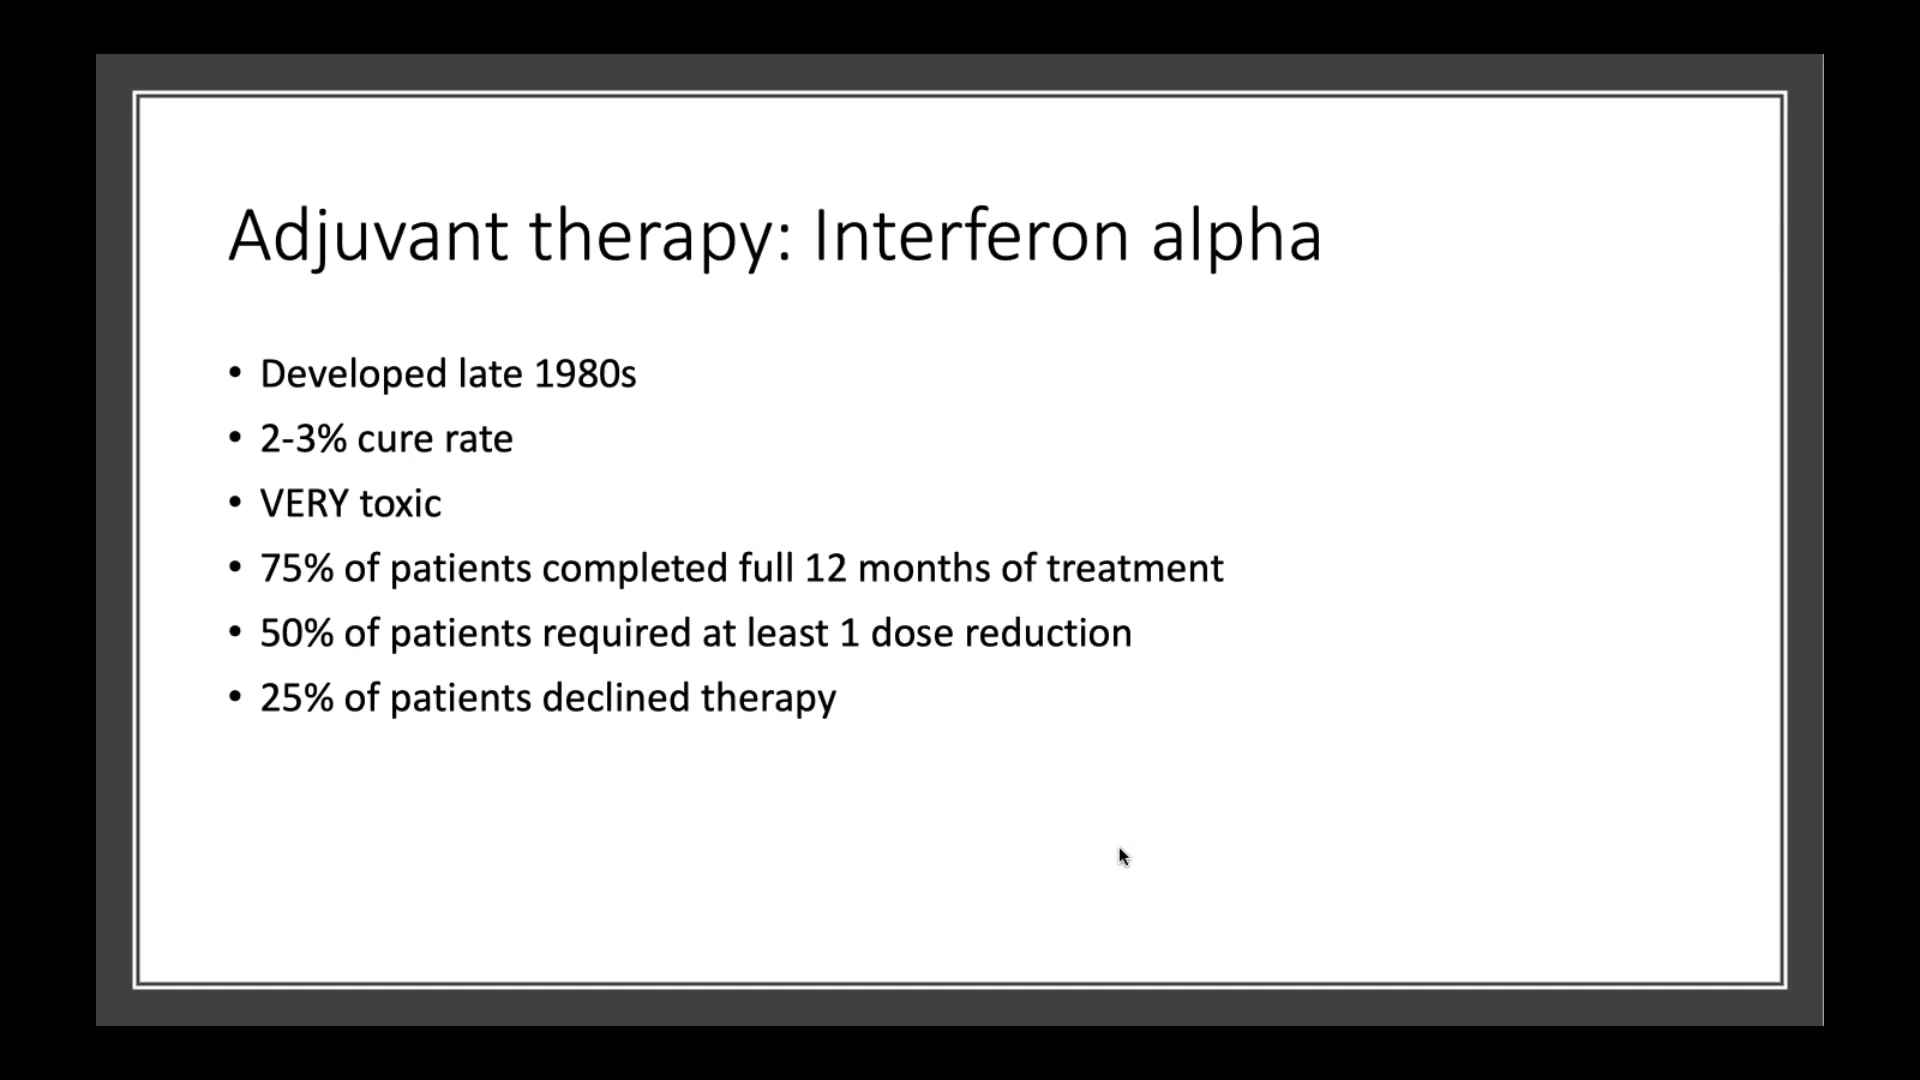 Adjuvant therapy: Interferon alpha
• Developed late 1980s
• 2-3% cure rate
• VERY toxic
• 75% of patients completed full 12 months of treatment
• 50% of patients required at least 1 dose reduction
• 25% of patients declined therapy